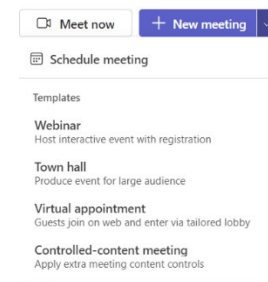 Meet now
New meeting
Schedule meeting
Templates
Webinar
Host interactive event with registration
Town hall
Produce event for large audience
Virtual appointment
Guests join on web and enter via tailored lobby
Controlled-content meeting
Apply extra meeting content controls